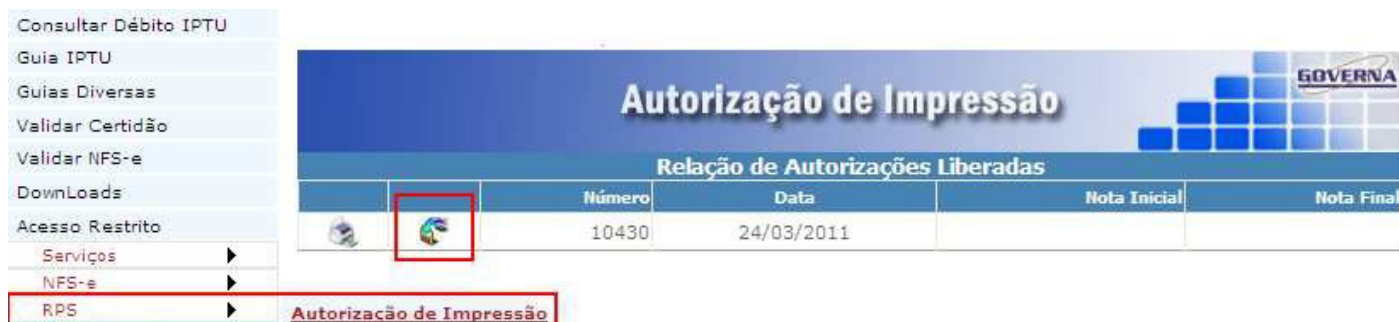 Consultar Débito IPTU
Guia IPTU
Guias Diversas
Validar Certidão
Validar NFS-e
DownLoads
Acesso Restrito
Serviços
NFS-e
RPS
Autorização de Impressão
GOVERNA
Autorização de Impressão
Relação de Autorizações Liberadas
Número Data Nota Inicial Nota Final
10430 24/03/2011